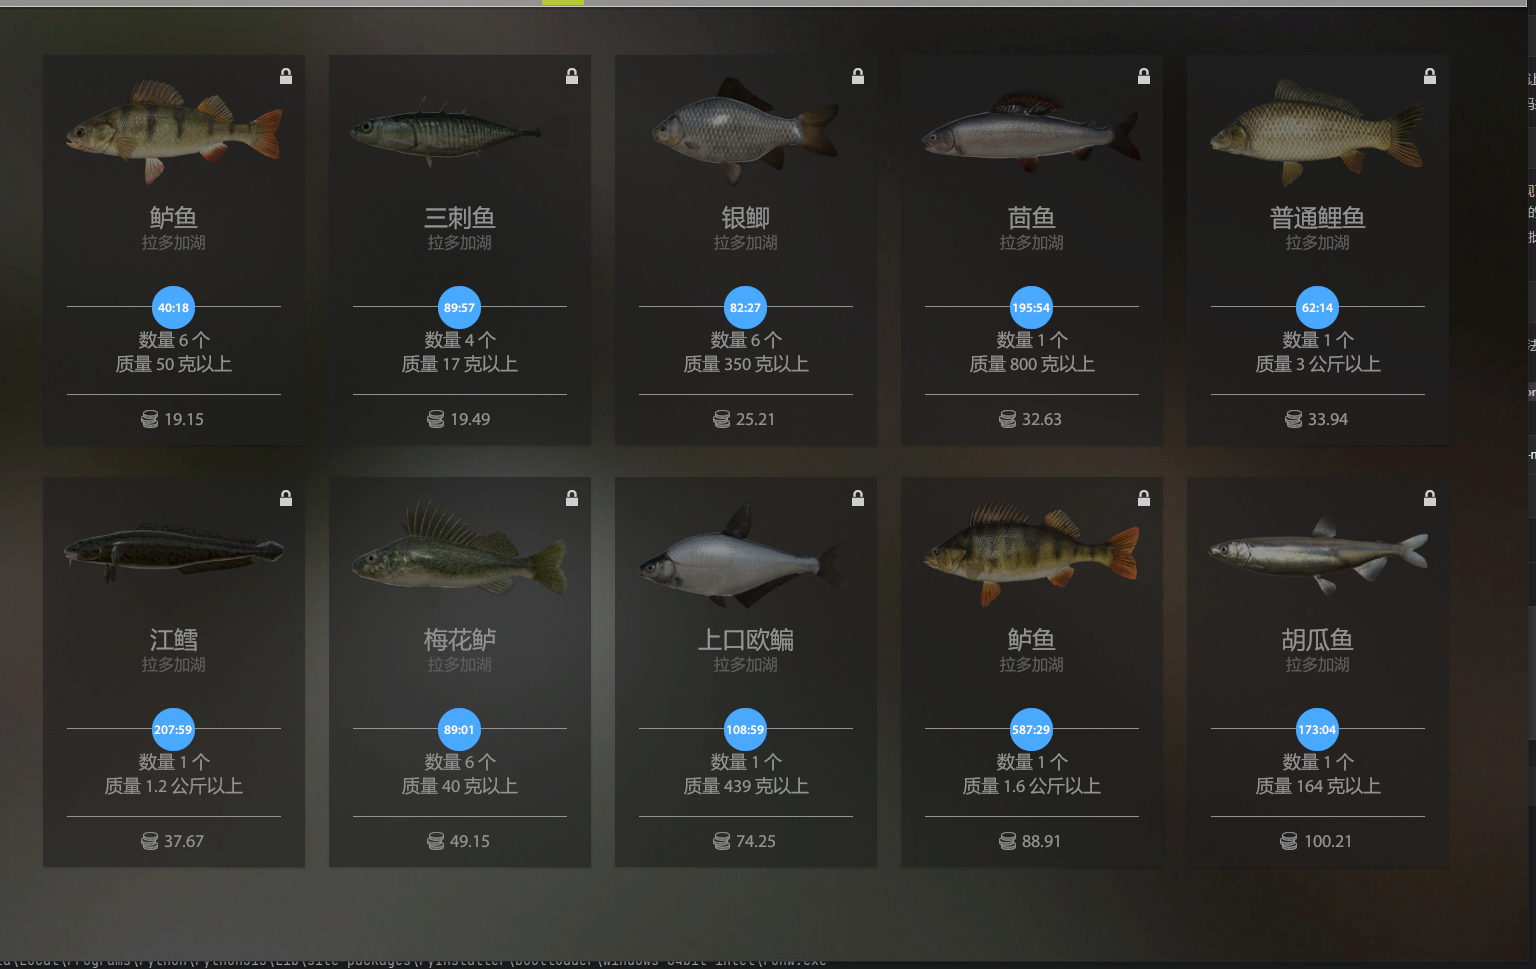 鲈鱼
拉多加湖
40:18
数量 6 个
质量 50 克以上
19.15
三刺鱼
拉多加湖
89:57
数量 4 个
质量 17 克以上
19.49
银鲫
拉多加湖
82:27
数量 6 个
质量 350 克以上
25.21
茴鱼
拉多加湖
195:54
数量 1 个
质量 800 克以上
32.63
普通鲤鱼
拉多加湖
62:14
数量 1 个
质量 3 公斤以上
33.94
江鳕
拉多加湖
207:59
数量 1 个
质量 1.2 公斤以上
37.67
梅花鲈
拉多加湖
89:01
数量 6 个
质量 40 克以上
49.15
上口欧鳊
拉多加湖
108:59
数量 1 个
质量 439 克以上
74.25
鲈鱼
拉多加湖
587:29
数量 1 个
质量 1.6 公斤以上
88.91
胡瓜鱼
拉多加湖
173:04
数量 1 个
质量 164 克以上
100.21